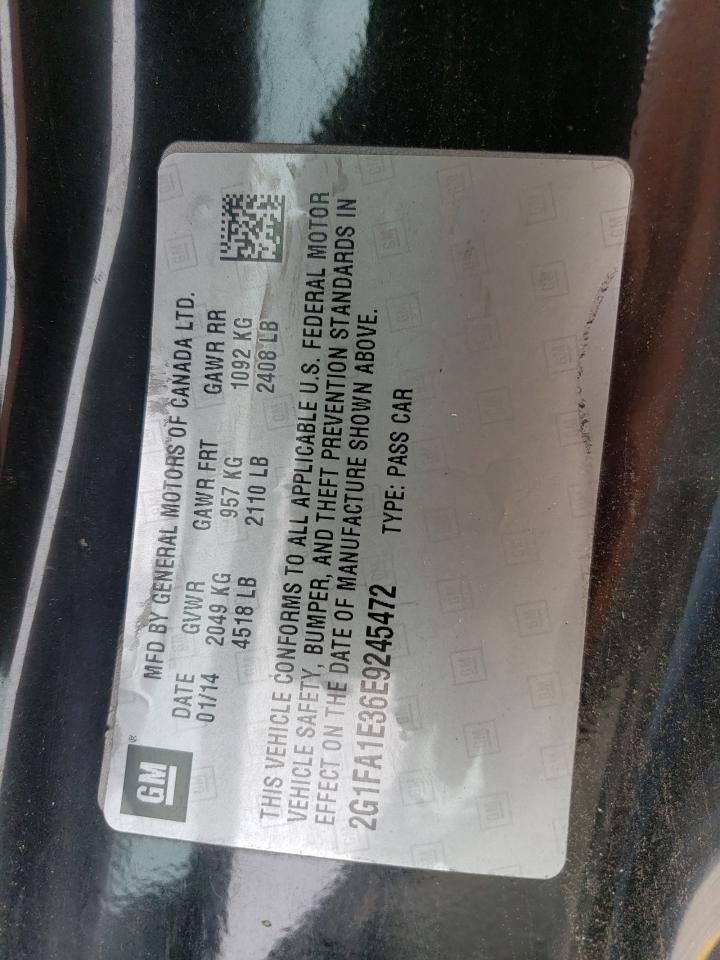 GM®
MFD BY GENERAL MOTORS OF CANADA LTD.
DATE GVWR GAWR FRT GAWR RR
01/14 2049 KG 957 KG 1092 KG
4518 LB 2110 LB 2408 LB
THIS VEHICLE CONFORMS TO ALL APPLICABLE U.S. FEDERAL MOTOR
VEHICLE SAFETY, BUMPER, AND THEFT PREVENTION STANDARDS IN
EFFECT ON THE DATE OF MANUFACTURE SHOWN ABOVE.
2G1FA1E36E9245472 TYPE: PASS CAR